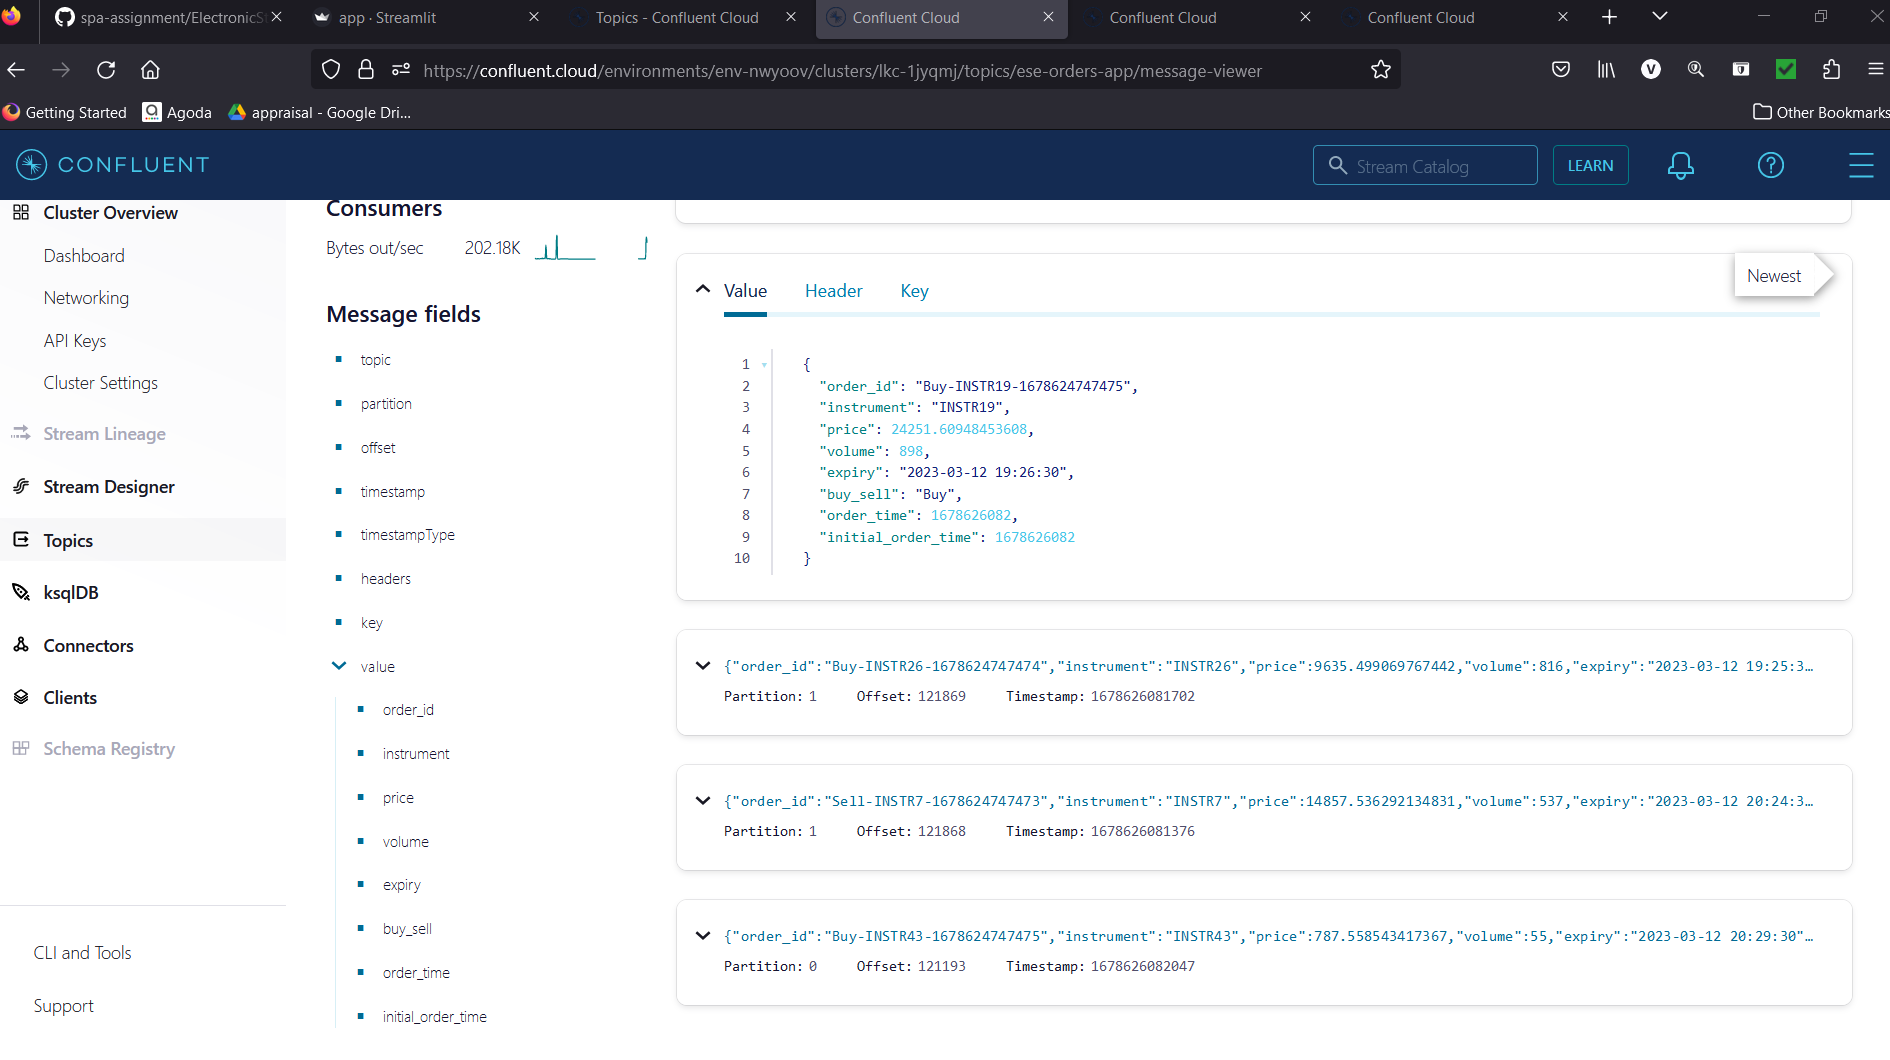 spa-assignment/ElectronicS
app · Streamlit
Topics - Confluent Cloud
Confluent Cloud
Confluent Cloud
Confluent Cloud
https://confluent.cloud/environments/env-nwyoov/clusters/lkc-1jyqmj/topics/ese-orders-app/message-viewer
V
Getting Started
Agoda
appraisal - Google Dri...
Other Bookmarks
CONFLUENT
Stream Catalog
LEARN
Cluster Overview
Dashboard
Networking
API Keys
Cluster Settings
Stream Lineage
Stream Designer
Topics
ksqlDB
Connectors
Clients
Schema Registry
CLI and Tools
Support
Consumers
Bytes out/sec 202.18K
Message fields
topic
partition
offset
timestamp
timestampType
headers
key
value
order_id
instrument
price
volume
expiry
buy_sell
order_time
initial_order_time
Newest
Value Header Key
1 {
2 "order_id": "Buy-INSTR19-1678624747475",
3 "instrument": "INSTR19",
4 "price": 24251.60948453608,
5 "volume": 898,
6 "expiry": "2023-03-12 19:26:30",
7 "buy_sell": "Buy",
8 "order_time": 1678626082,
9 "initial_order_time": 1678626082
10 }
{"order_id":"Buy-INSTR26-1678624747474","instrument":"INSTR26","price":9635.499069767442,"volume":816,"expiry":"2023-03-12 19:25:3…
Partition: 1 Offset: 121869 Timestamp: 1678626081702
{"order_id":"Sell-INSTR7-1678624747473","instrument":"INSTR7","price":14857.536292134831,"volume":537,"expiry":"2023-03-12 20:24:3…
Partition: 1 Offset: 121868 Timestamp: 1678626081376
{"order_id":"Buy-INSTR43-1678624747475","instrument":"INSTR43","price":787.558543417367,"volume":55,"expiry":"2023-03-12 20:29:30"…
Partition: 0 Offset: 121193 Timestamp: 1678626082047